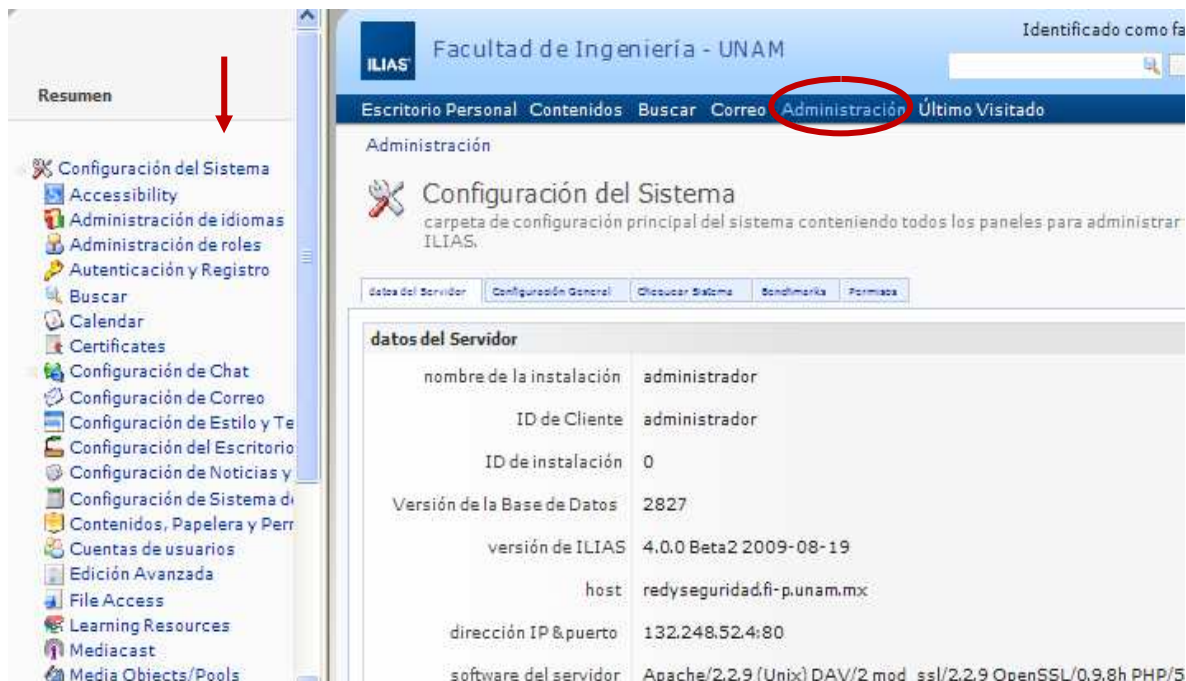 Resumen
Configuración del Sistema
Accessibility
Administración de idiomas
Administración de roles
Autenticación y Registro
Buscar
Calendar
Certificates
Configuración de Chat
Configuración de Correo
Configuración de Estilo y Te
Configuración del Escritorio
Configuración de Noticias y
Configuración de Sistema de
Contenidos, Papelera y Perr
Cuentas de usuarios
Edición Avanzada
File Access
Learning Resources
Mediacast
Media Objects/Pools
ILIAS
Facultad de Ingeniería - UNAM
Identificado como fa
Escritorio Personal Contenidos Buscar Correo Administración Último Visitado
Administración
Configuración del Sistema
carpeta de configuración principal del sistema conteniendo todos los paneles para administrar
ILIAS.
datos del Servidor Configuración General Chequear Sistema Benchmarks Permisos
datos del Servidor
nombre de la instalación administrador
ID de Cliente administrador
ID de instalación 0
Versión de la Base de Datos 2827
versión de ILIAS 4.0.0 Beta2 2009-08-19
host redyseguridad.fi-p.unam.mx
dirección IP & puerto 132.248.52.4:80
software del servidor Apache/2.2.9 (Unix) DAV/2 mod_ssl/2.2.9 OpenSSL/0.9.8h PHP/5